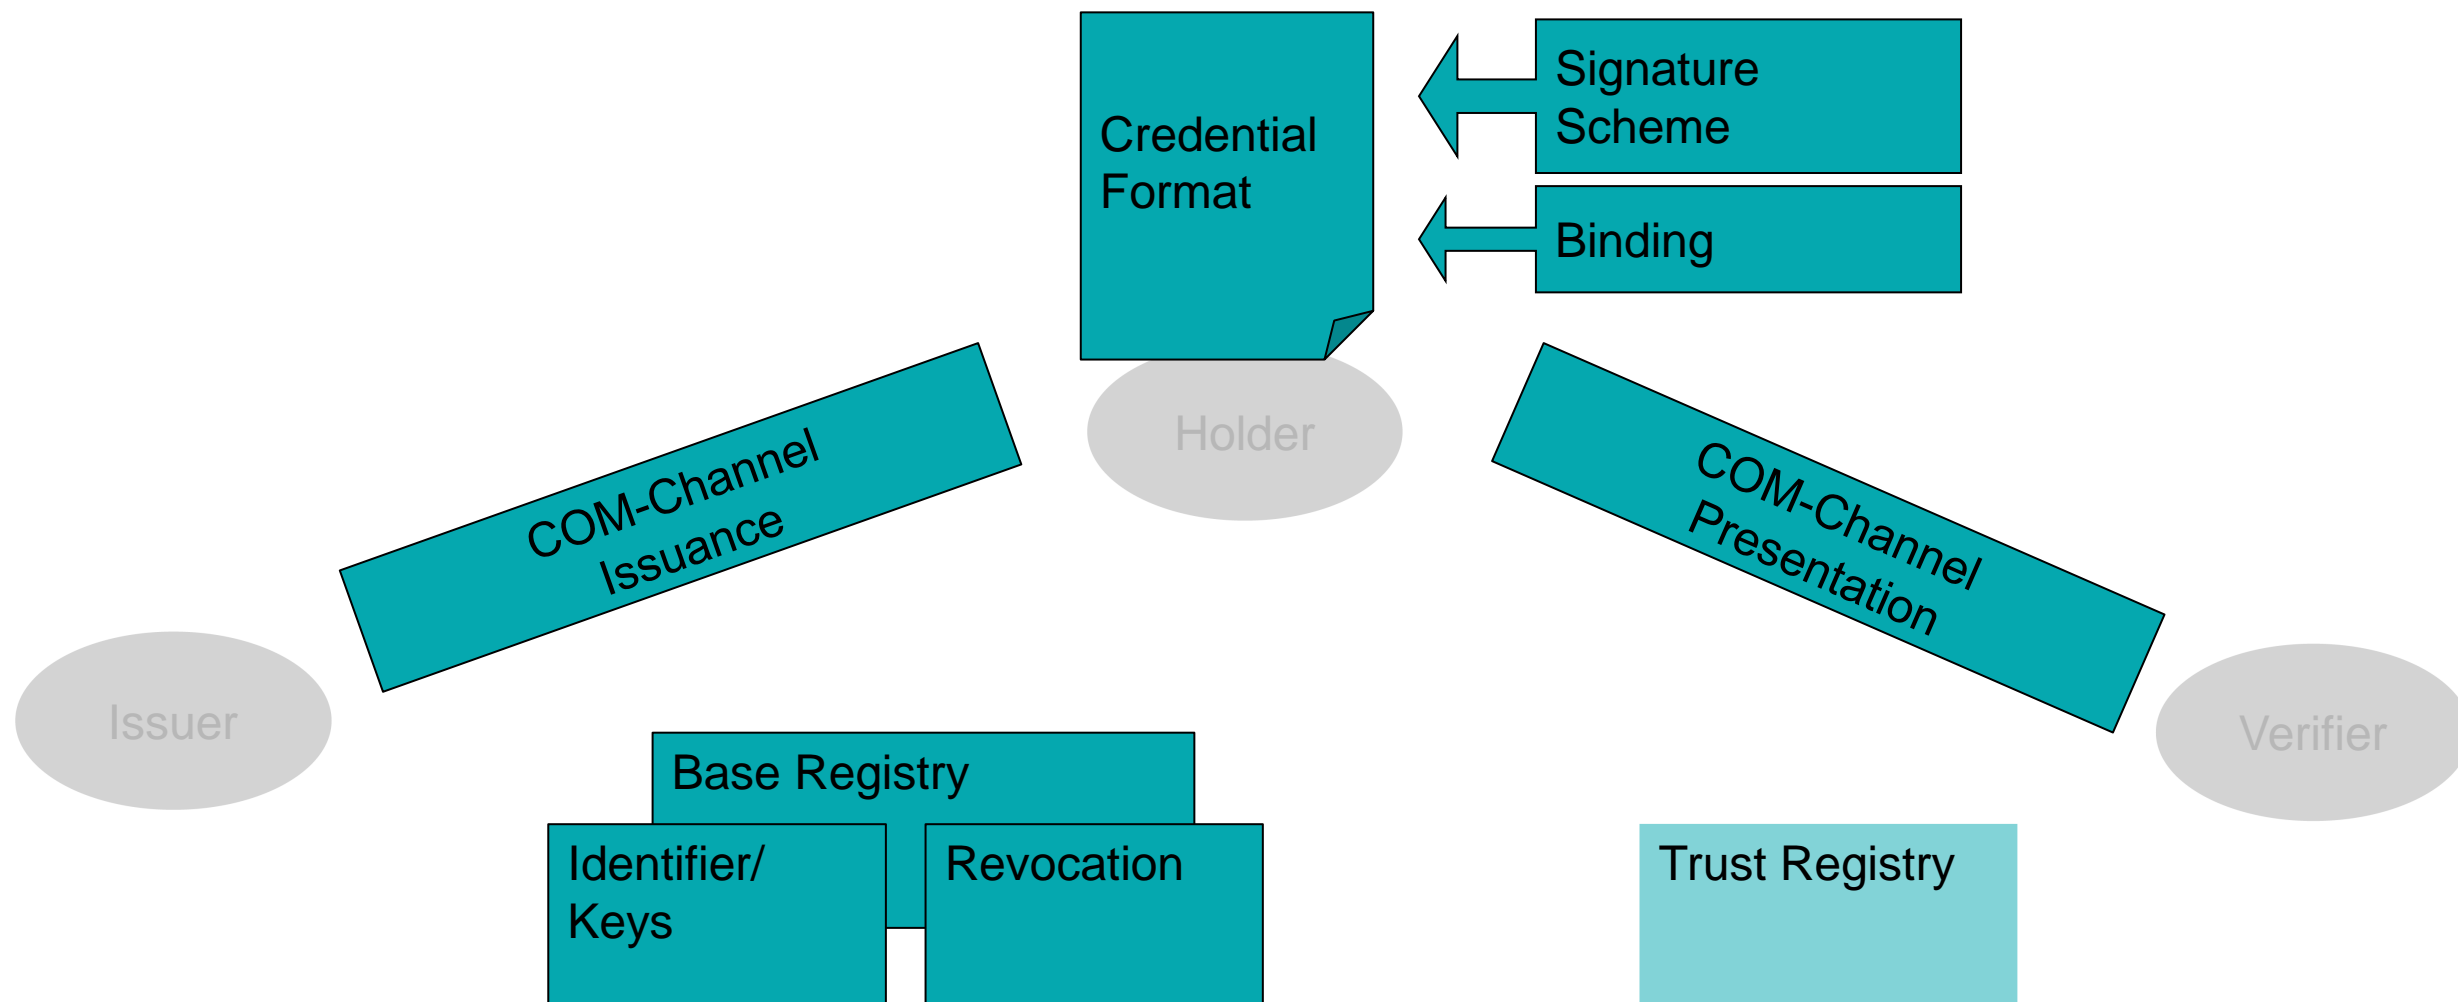 Signature
Scheme
Credential
Format
Binding
Holder
COM-Channel
Issuance
COM-Channel
Presentation
Issuer
Verifier
Base Registry
Identifier/
Keys
Revocation
Trust Registry